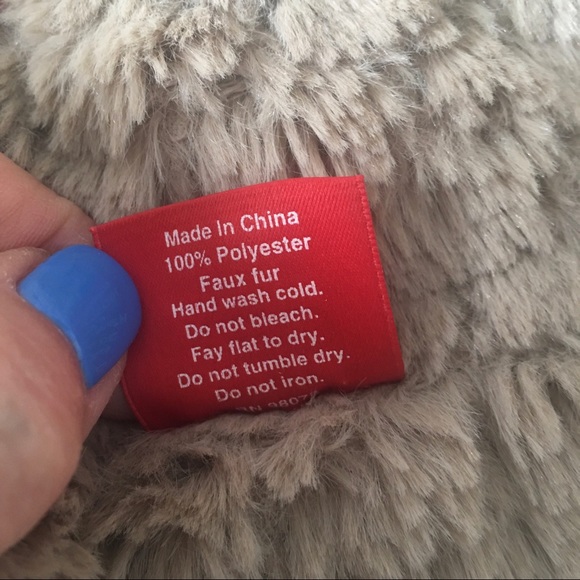 Made In China
100% Polyester
Faux fur
Hand wash cold.
Do not bleach.
Fay flat to dry.
Do not tumble dry.
Do not iron.